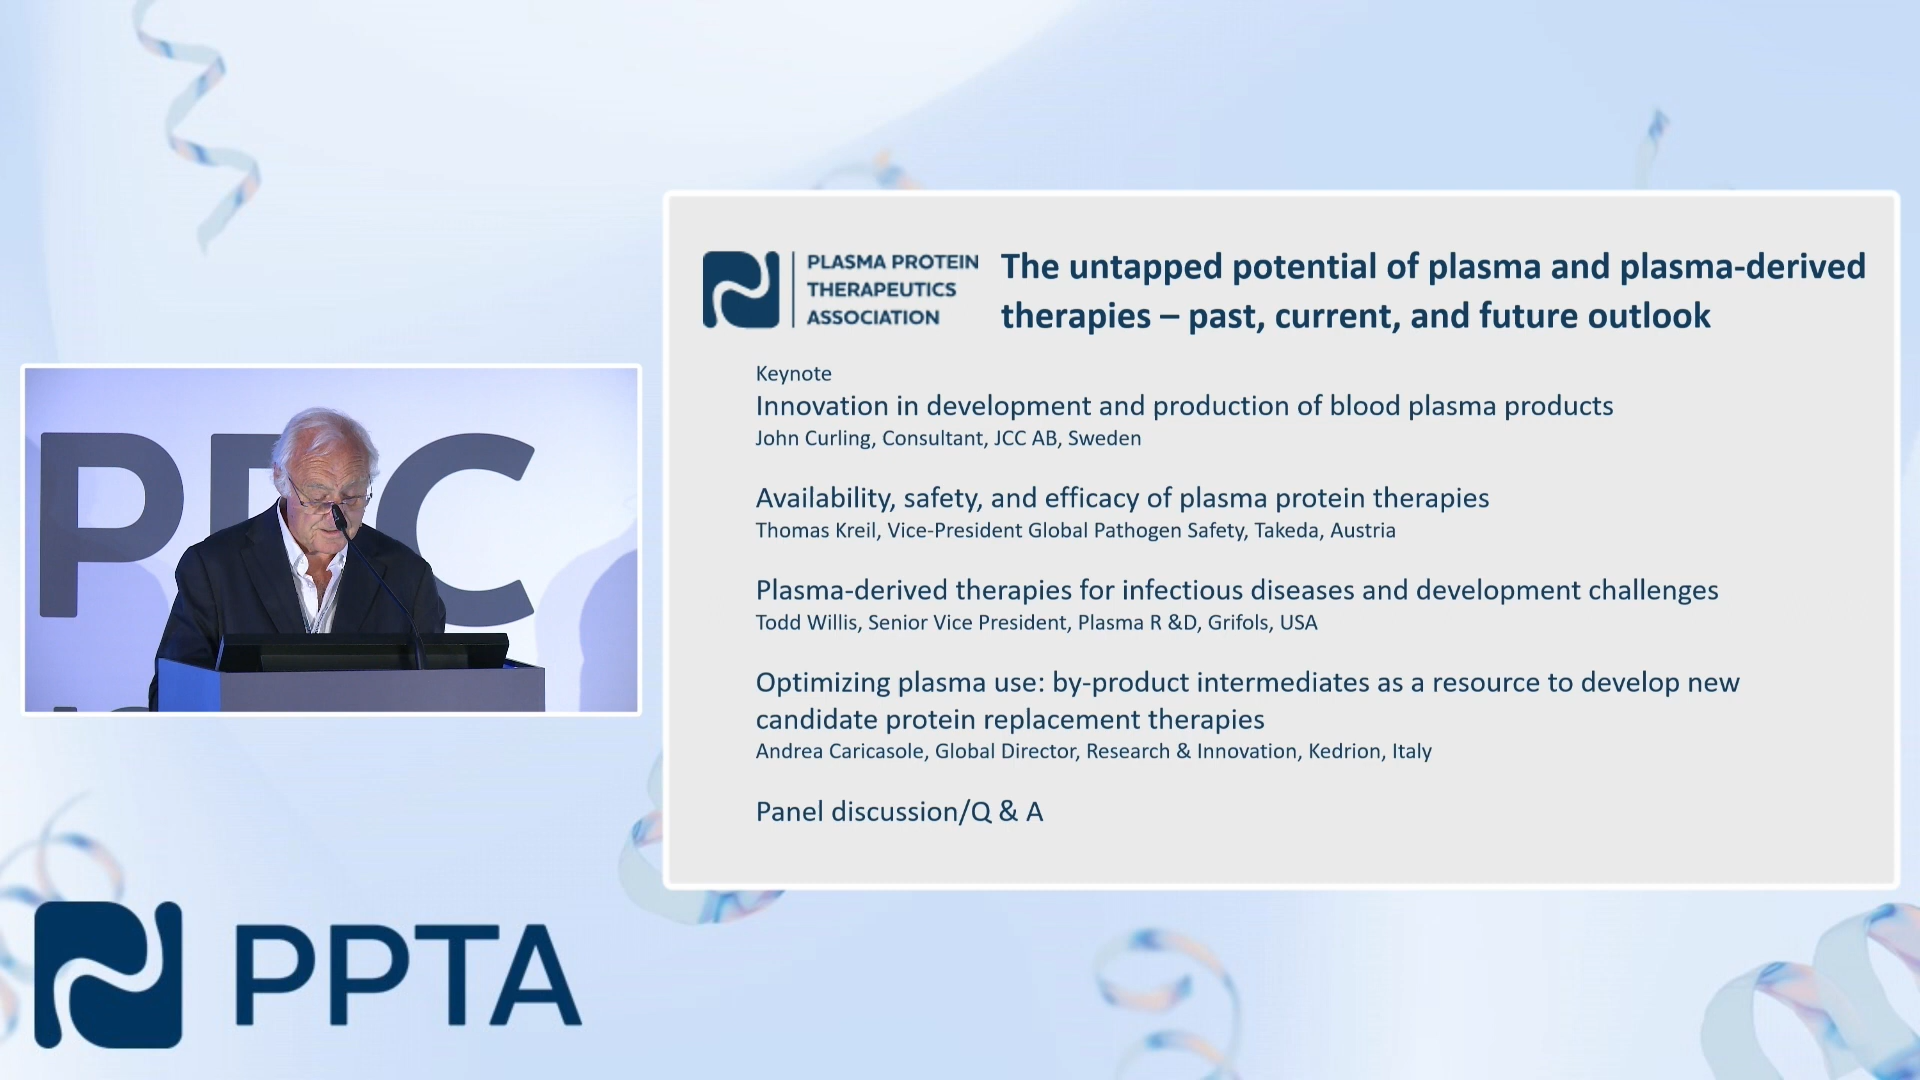 PLASMA PROTEIN
THERAPEUTICS
ASSOCIATION
The untapped potential of plasma and plasma-derived
therapies – past, current, and future outlook
Keynote
Innovation in development and production of blood plasma products
John Curling, Consultant, JCC AB, Sweden
Availability, safety, and efficacy of plasma protein therapies
Thomas Kreil, Vice-President Global Pathogen Safety, Takeda, Austria
Plasma-derived therapies for infectious diseases and development challenges
Todd Willis, Senior Vice President, Plasma R &D, Grifols, USA
Optimizing plasma use: by-product intermediates as a resource to develop new
candidate protein replacement therapies
Andrea Caricasole, Global Director, Research & Innovation, Kedrion, Italy
Panel discussion/Q & A
PPTA